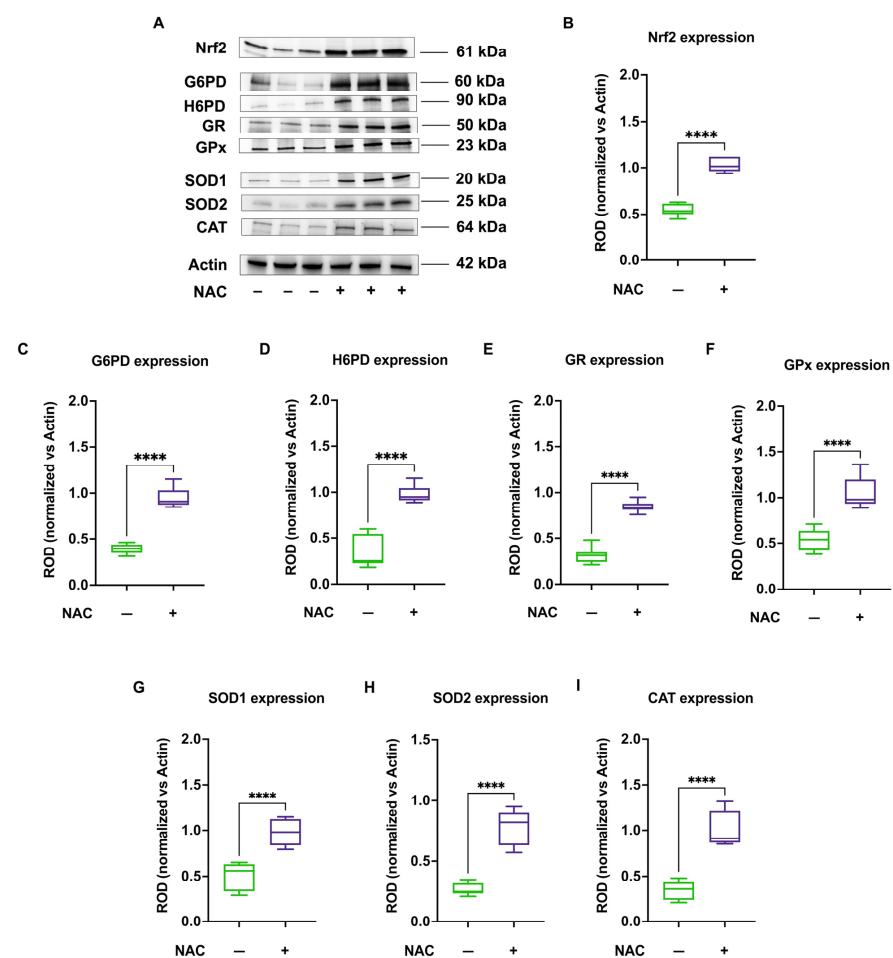 A
Nrf2 61 kDa
G6PD 60 kDa
H6PD 90 kDa
GR 50 kDa
GPx 23 kDa
SOD1 20 kDa
SOD2 25 kDa
CAT 64 kDa
Actin 42 kDa
NAC – – – + + +
B
Nrf2 expression
ROD (normalized vs Actin)
2.0
1.5
1.0
0.5
0.0
****
NAC — +
C
G6PD expression
ROD (normalized vs Actin)
2.0
1.5
1.0
0.5
0.0
****
NAC — +
D
H6PD expression
ROD (normalized vs Actin)
2.0
1.5
1.0
0.5
0.0
****
NAC — +
E
GR expression
ROD (normalized vs Actin)
2.0
1.5
1.0
0.5
0.0
****
NAC — +
F
GPx expression
ROD (normalized vs Actin)
2.0
1.5
1.0
0.5
0.0
****
NAC — +
G
SOD1 expression
ROD (normalized vs Actin)
2.0
1.5
1.0
0.5
0.0
****
NAC — +
H
SOD2 expression
ROD (normalized vs Actin)
1.5
1.0
0.5
0.0
****
NAC — +
I
CAT expression
ROD (normalized vs Actin)
2.0
1.5
1.0
0.5
0.0
****
NAC — +